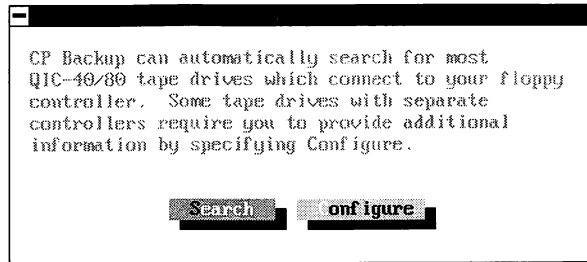 CP Backup can automatically search for most
QIC-40/80 tape drives which connect to your floppy
controller.  Some tape drives with separate
controllers require you to provide additional
information by specifying Configure.
Search
Configure